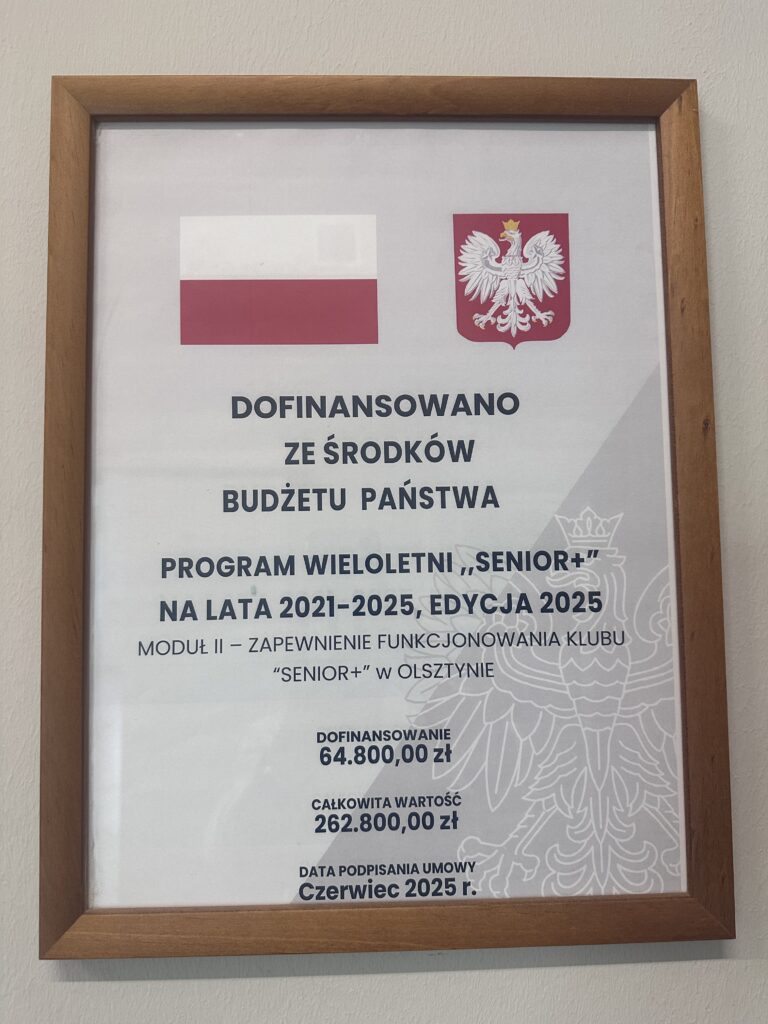 DOFINANSOWANO
ZE ŚRODKÓW
BUDŻETU PAŃSTWA
PROGRAM WIELOLETNI ,,SENIOR+”
NA LATA 2021-2025, EDYCJA 2025
MODUŁ II – ZAPEWNIENIE FUNKCJONOWANIA KLUBU
“SENIOR+” w OLSZTYNIE
DOFINANSOWANIE
64.800,00 zł
CAŁKOWITA WARTOŚĆ
262.800,00 zł
DATA PODPISANIA UMOWY
Czerwiec 2025 r.